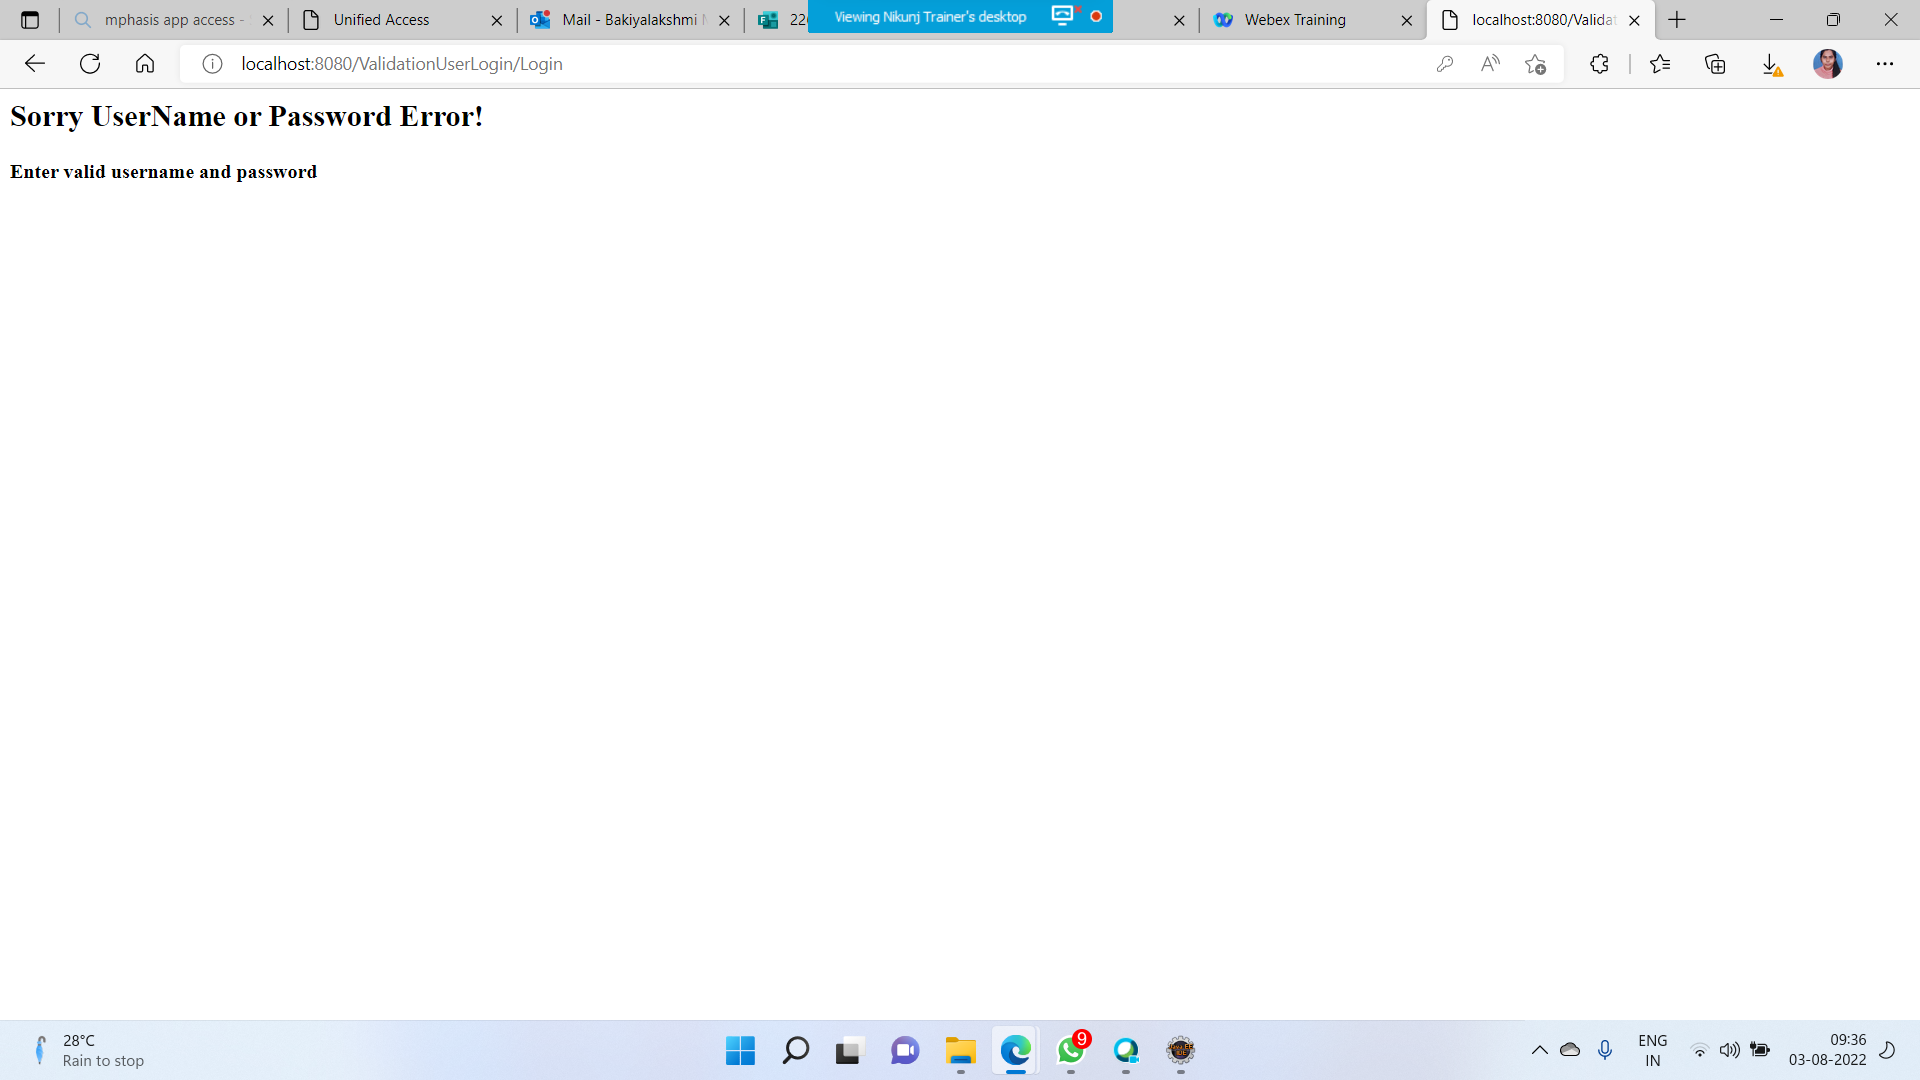 mphasis app access -
Unified Access
Mail - Bakiyalakshmi
Viewing Nikunj Trainer's desktop
Webex Training
localhost:8080/Validat
localhost:8080/ValidationUserLogin/Login
Sorry UserName or Password Error!
Enter valid username and password
28°C
Rain to stop
9
ENG
IN
09:36
03-08-2022